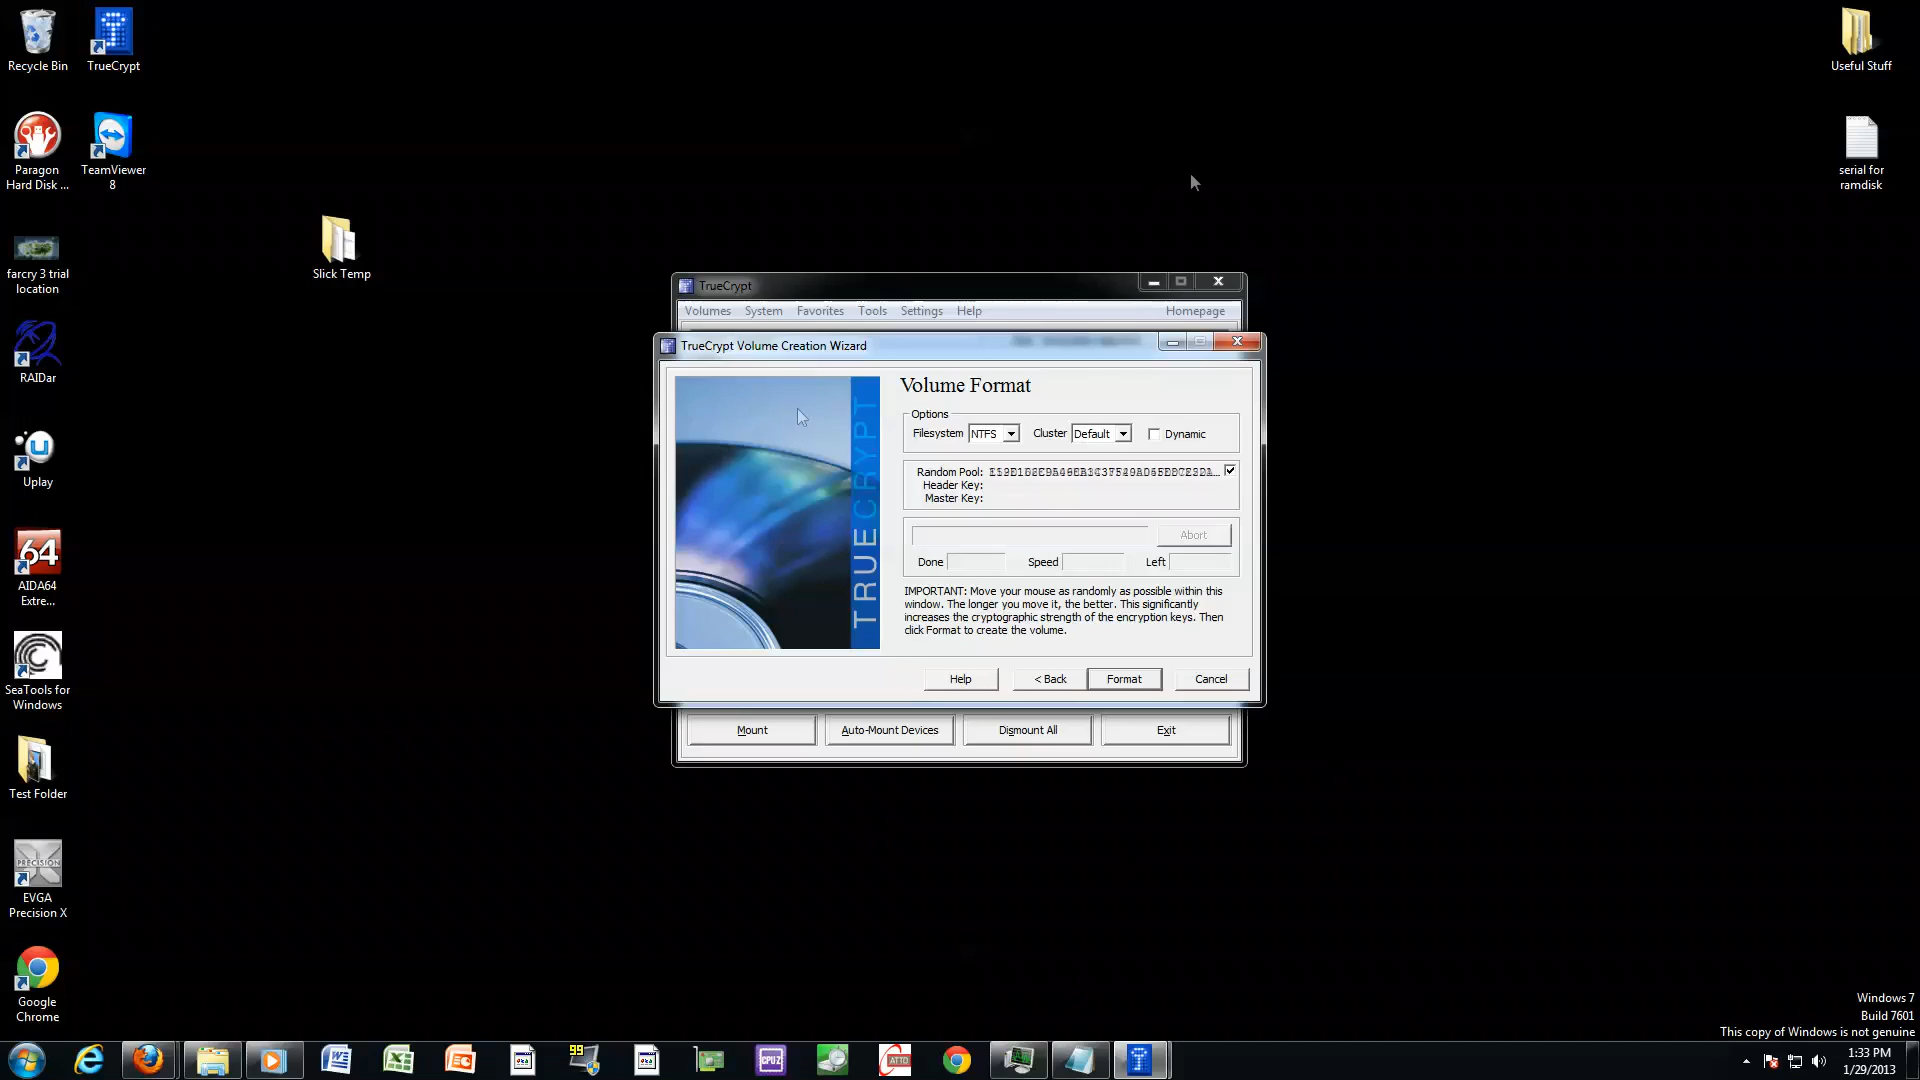 Recycle Bin
TrueCrypt
Useful Stuff
Paragon
Hard Disk ...
TeamViewer
8
serial for
ramdisk
farcry 3 trial
location
Slick Temp
RAIDar
Uplay
64
AIDA64
Extre...
SeaTools for
Windows
Test Folder
PRECISION
EVGA
Precision X
Google
Chrome
TrueCrypt
Volumes System Favorites Tools Settings Help Homepage
TrueCrypt Volume Creation Wizard
TRUECRYPT
Volume Format
Options
Filesystem NTFS Cluster Default Dynamic
Random Pool:
Header Key:
Master Key:
Abort
Done Speed Left
IMPORTANT: Move your mouse as randomly as possible within this
window. The longer you move it, the better. This significantly
increases the cryptographic strength of the encryption keys. Then
click Format to create the volume.
Help < Back Format Cancel
Mount Auto-Mount Devices Dismount All Exit
Windows 7
Build 7601
This copy of Windows is not genuine
99
CPU-Z
ATTO
1:33 PM
1/29/2013